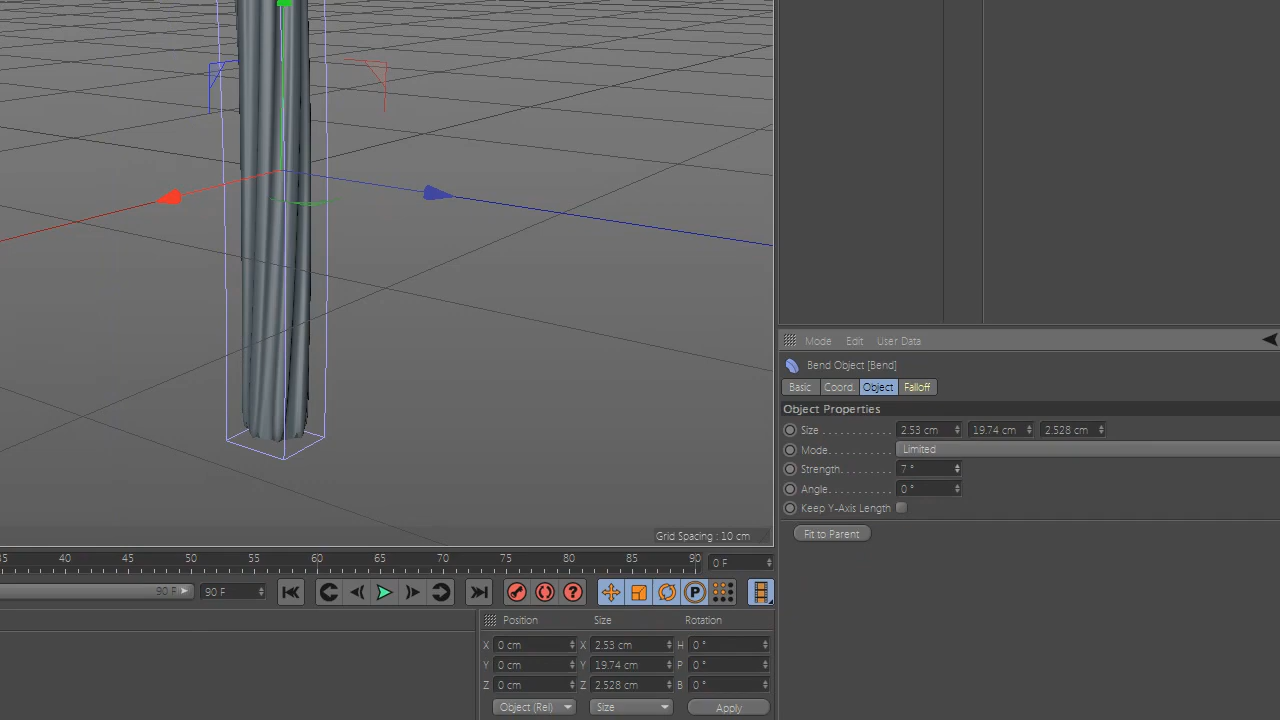 Mode Edit User Data
Bend Object [Bend]
Basic Coord. Object Falloff
Object Properties
Size . . . . . . . . . . . 2.53 cm 19.74 cm 2.528 cm
Mode. . . . . . . . . . Limited
Strength. . . . . . . . 7 °
Angle. . . . . . . . . . 0 °
Keep Y-Axis Length
Fit to Parent
Grid Spacing : 10 cm
35 40 45 50 55 60 65 70 75 80 85 90 0 F
90 F 90 F
P
Position Size Rotation
X 0 cm X 2.53 cm H 0 °
Y 0 cm Y 19.74 cm P 0 °
Z 0 cm Z 2.528 cm B 0 °
Object (Rel) Size Apply